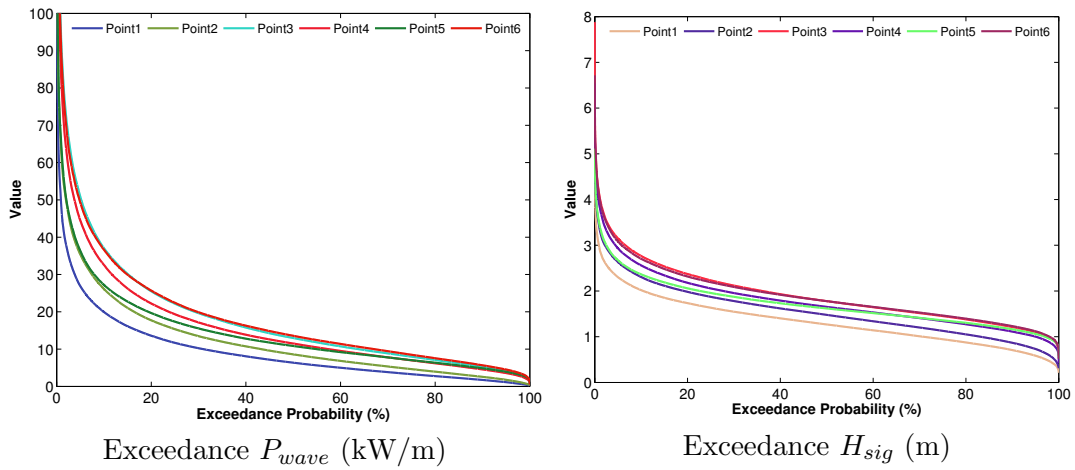 Point1 Point2 Point3 Point4 Point5 Point6
100
90
80
70
60
50
40
30
20
10
0
Value
0 20 40 60 80 100
Exceedance Probability (%)
Exceedance P_wave (kW/m)
Point1 Point2 Point3 Point4 Point5 Point6
8
7
6
5
4
3
2
1
0
Value
0 20 40 60 80 100
Exceedance Probability (%)
Exceedance H_sig (m)